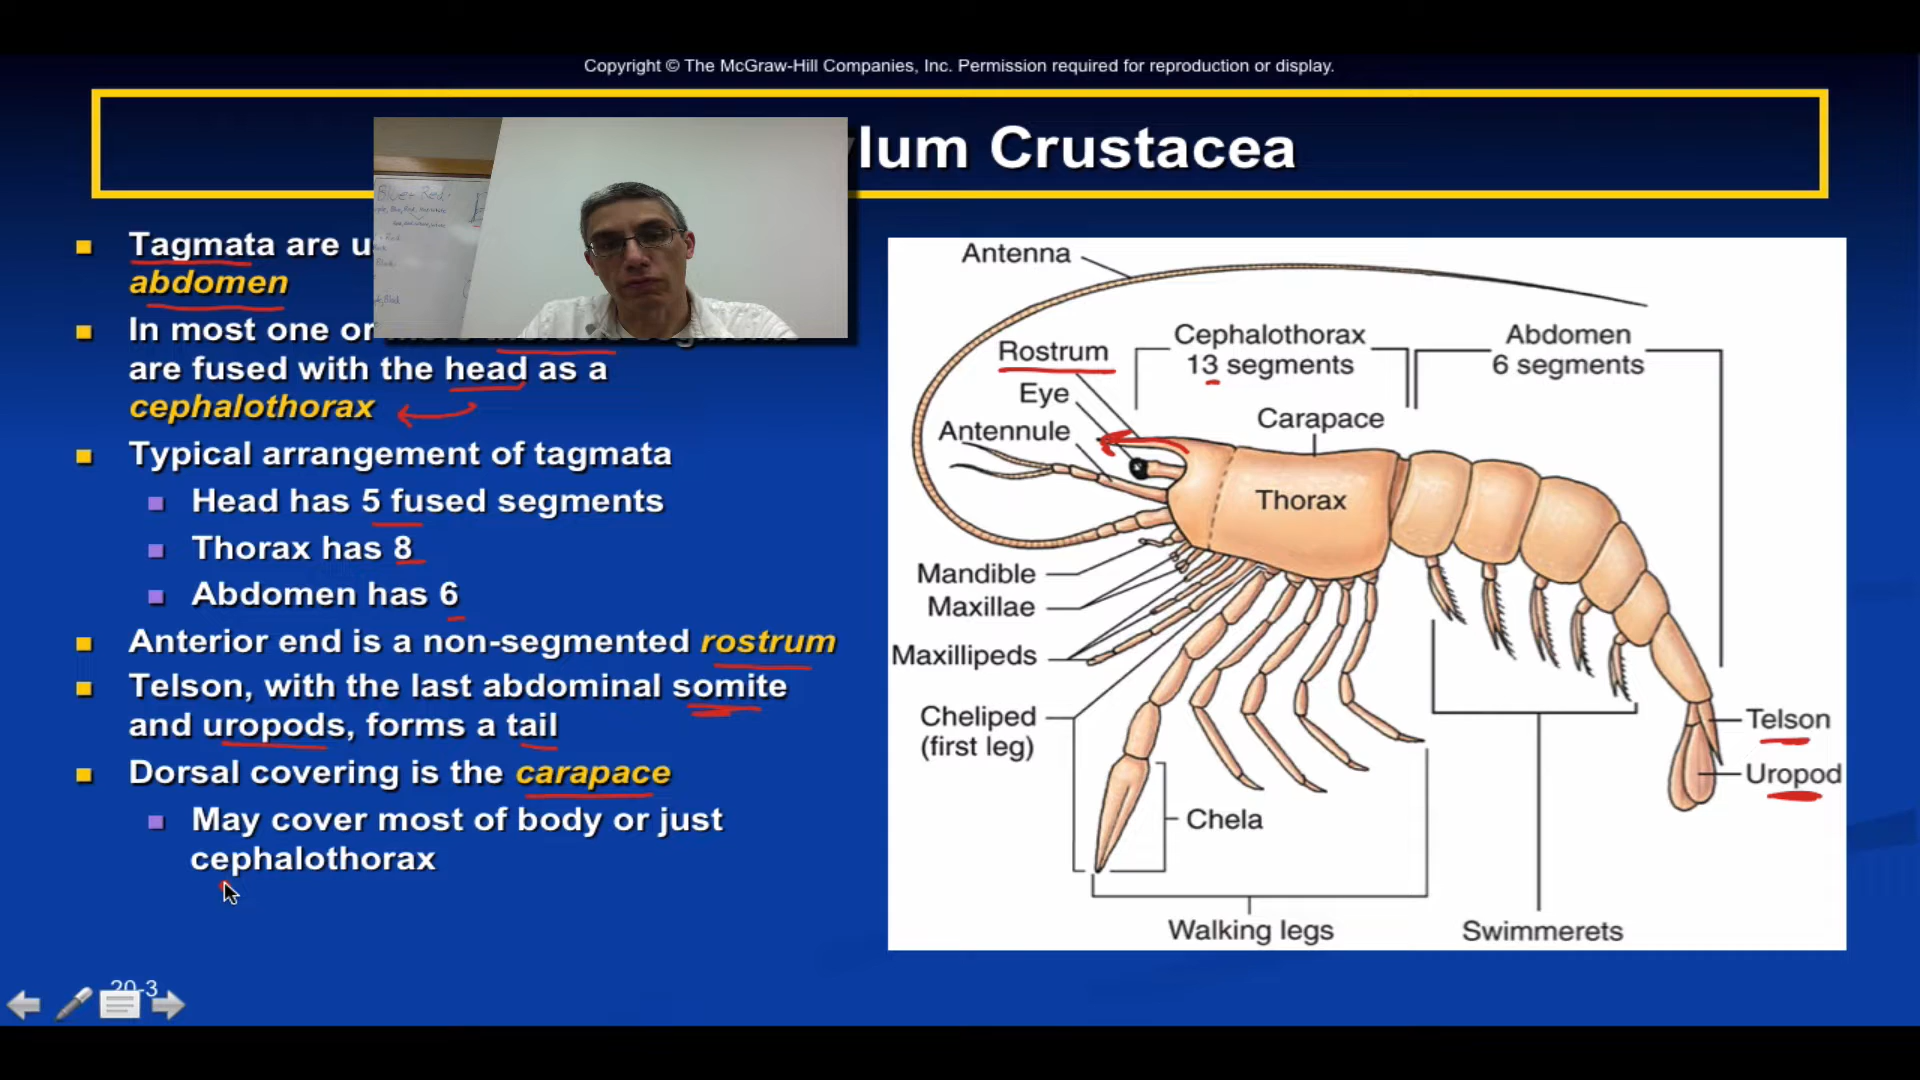 Copyright © The McGraw-Hill Companies, Inc. Permission required for reproduction or display.
lum Crustacea
Tagmata are u
abdomen
In most one or
are fused with the head as a
cephalothorax
Typical arrangement of tagmata
Head has 5 fused segments
Thorax has 8
Abdomen has 6
Anterior end is a non-segmented rostrum
Telson, with the last abdominal somite
and uropods, forms a tail
Dorsal covering is the carapace
May cover most of body or just
cephalothorax
20-3
Blue+ Red
Antenna
Cephalothorax
13 segments
Abdomen
6 segments
Rostrum
Eye
Antennule
Carapace
Thorax
Mandible
Maxillae
Maxillipeds
Cheliped
(first leg)
Chela
Walking legs
Swimmerets
Telson
Uropod